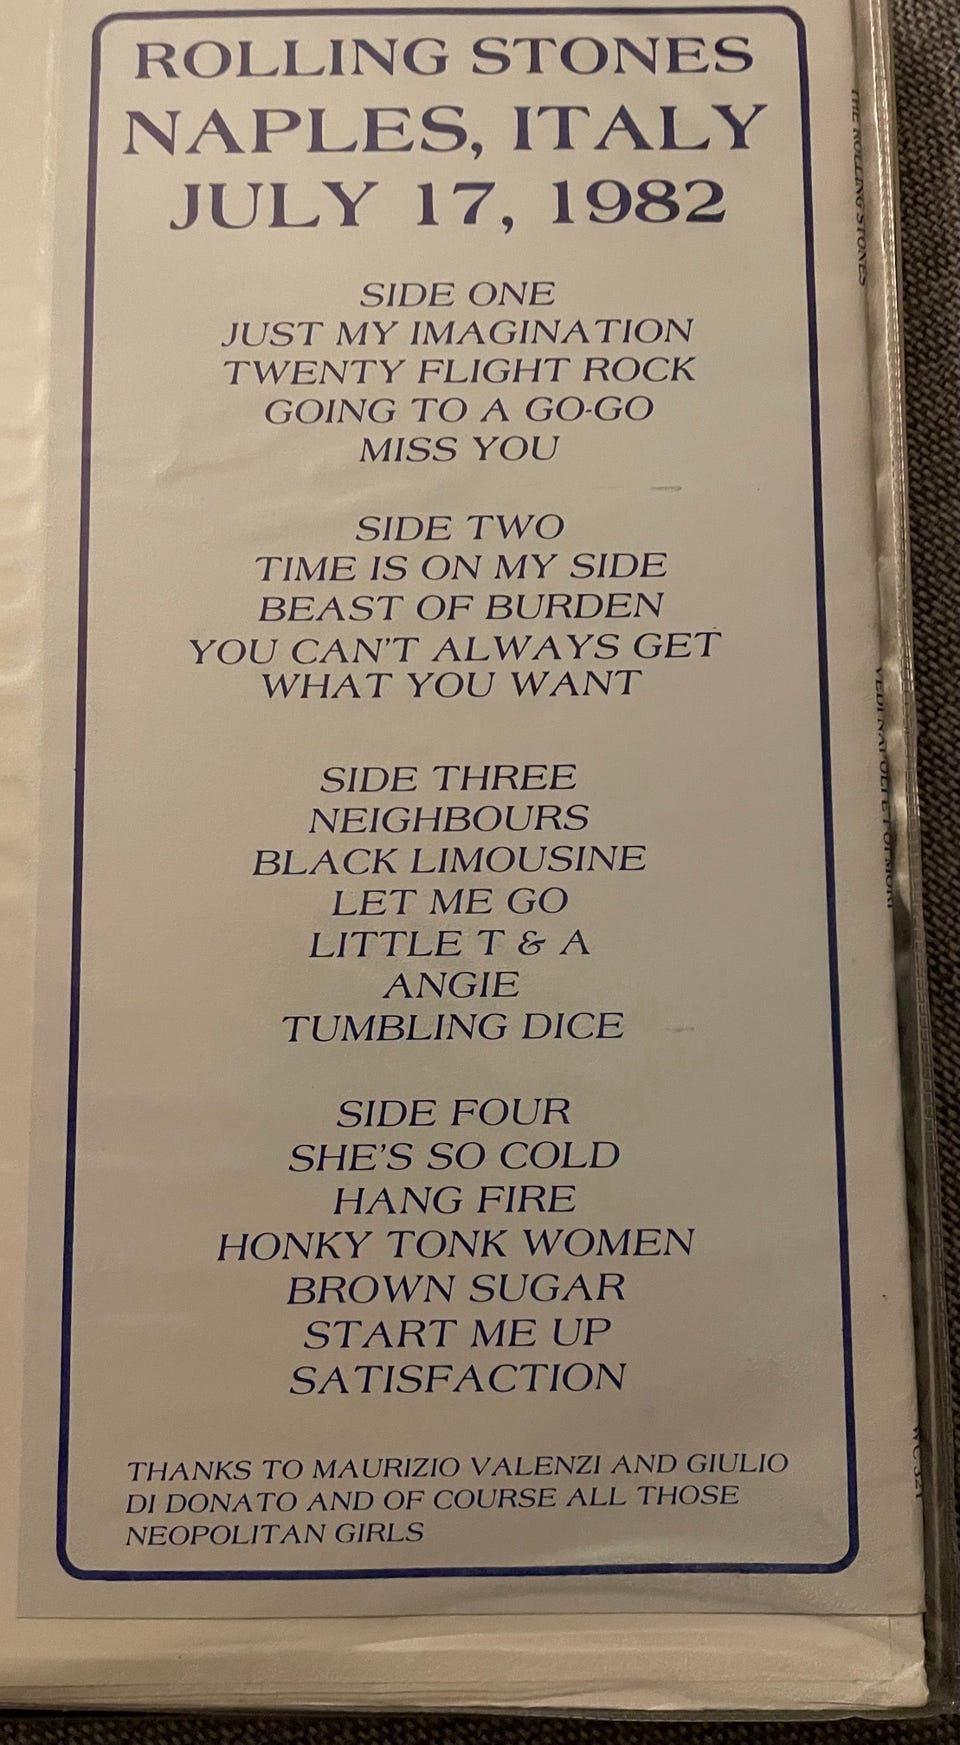 ROLLING STONES
NAPLES, ITALY
JULY 17, 1982
SIDE ONE
JUST MY IMAGINATION
TWENTY FLIGHT ROCK
GOING TO A GO-GO
MISS YOU
SIDE TWO
TIME IS ON MY SIDE
BEAST OF BURDEN
YOU CAN'T ALWAYS GET
WHAT YOU WANT
SIDE THREE
NEIGHBOURS
BLACK LIMOUSINE
LET ME GO
LITTLE T & A
ANGIE
TUMBLING DICE
SIDE FOUR
SHE'S SO COLD
HANG FIRE
HONKY TONK WOMEN
BROWN SUGAR
START ME UP
SATISFACTION
THANKS TO MAURIZIO VALENZI AND GIULIO
DI DONATO AND OF COURSE ALL THOSE
NEOPOLITAN GIRLS
THE ROLLING STONES